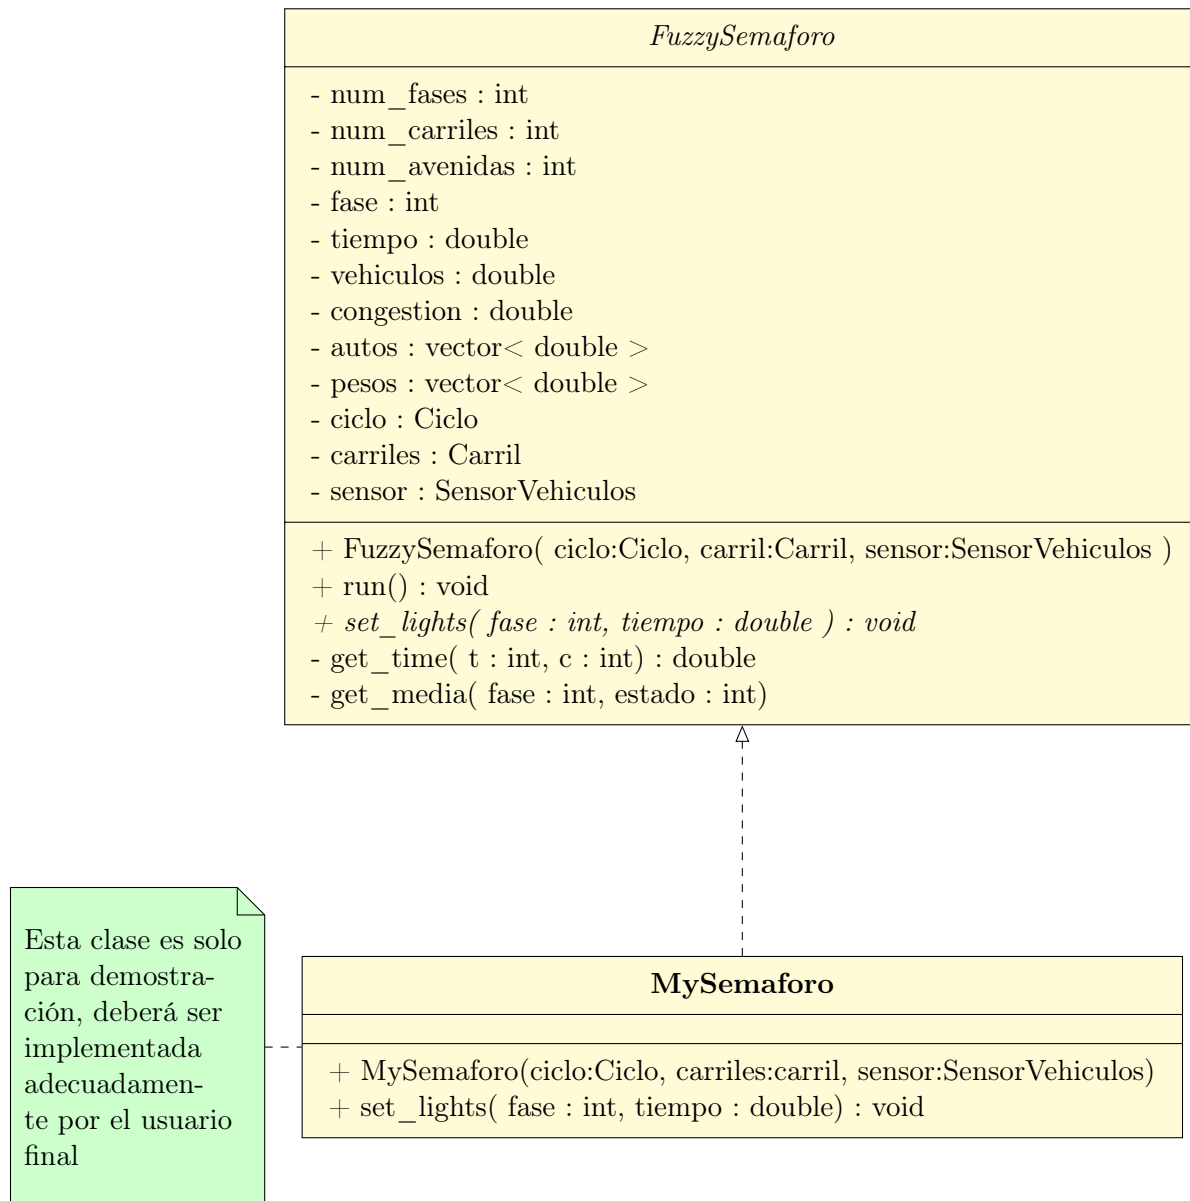 FuzzySemaforo
- num_fases : int
- num_carriles : int
- num_avenidas : int
- fase : int
- tiempo : double
- vehiculos : double
- congestion : double
- autos : vector< double >
- pesos : vector< double >
- ciclo : Ciclo
- carriles : Carril
- sensor : SensorVehiculos
+ FuzzySemaforo( ciclo:Ciclo, carril:Carril, sensor:SensorVehiculos )
+ run() : void
+ set_lights( fase : int, tiempo : double ) : void
- get_time( t : int, c : int) : double
- get_media( fase : int, estado : int)
Esta clase es solo
para demostra-
ción, deberá ser
implementada
adecuadamen-
te por el usuario
final
MySemaforo
+ MySemaforo(ciclo:Ciclo, carriles:carril, sensor:SensorVehiculos)
+ set_lights( fase : int, tiempo : double) : void